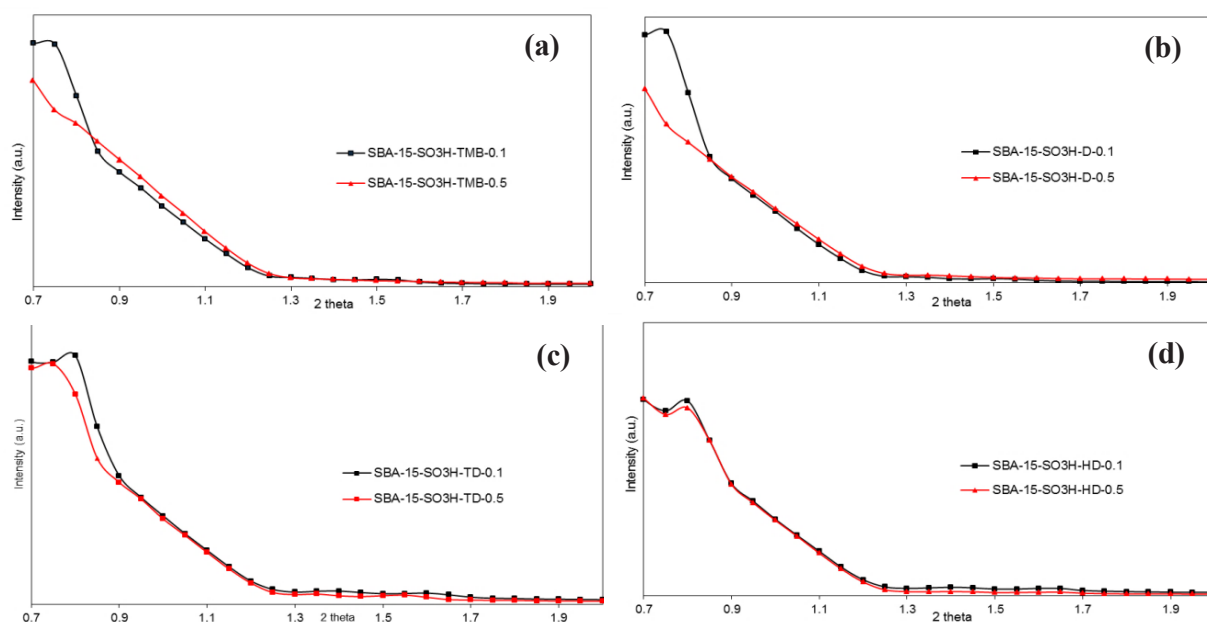 (a)
Intensity (a.u.)
SBA-15-SO3H-TMB-0.1
SBA-15-SO3H-TMB-0.5
0.7 0.9 1.1 1.3 1.5 1.7 1.9
2 theta
(b)
Intensity (a.u.)
SBA-15-SO3H-D-0.1
SBA-15-SO3H-D-0.5
0.7 0.9 1.1 1.3 1.5 1.7 1.9
2 theta
(c)
Intensity (a.u.)
SBA-15-SO3H-TD-0.1
SBA-15-SO3H-TD-0.5
0.7 0.9 1.1 1.3 1.5 1.7 1.9
2 theta
(d)
Intensity (a.u.)
SBA-15-SO3H-HD-0.1
SBA-15-SO3H-HD-0.5
0.7 0.9 1.1 1.3 1.5 1.7 1.9
2 theta